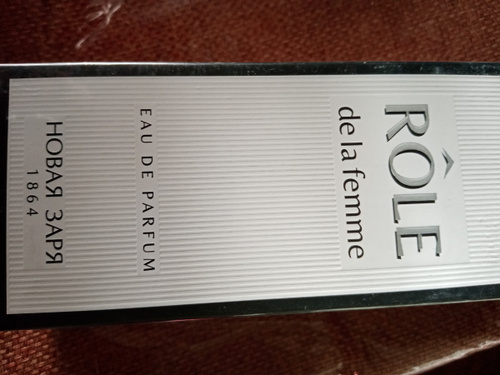 RÔLE
de la femme
EAU DE PARFUM
НОВАЯ ЗАРЯ
1864